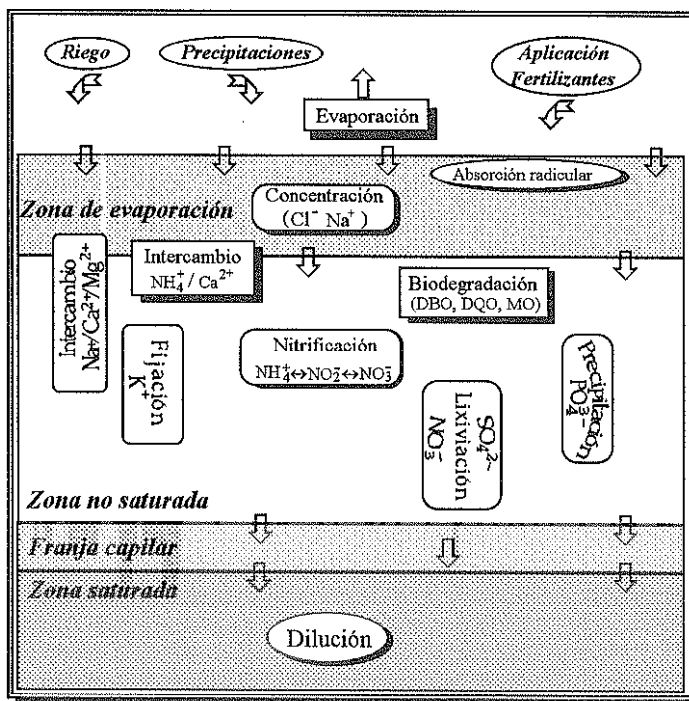 Riego
Precipitaciones
Aplicación
Fertilizantes
Evaporación
Absorción radicular
Concentración
(Cl⁻ Na⁺)
Zona de evaporación
Intercambio
Na+/Ca²⁺/Mg²⁺
Intercambio
NH₄⁺/Ca²⁺
Biodegradación
(DBO, DQO, MO)
Fijación
K⁺
Nitrificación
NH₄⁺↔NO₂⁻↔NO₃⁻
SO₄²⁻
Lixiviación
NO₃⁻
Precipitación
PO₄³⁻
Zona no saturada
Franja capilar
Zona saturada
Dilución